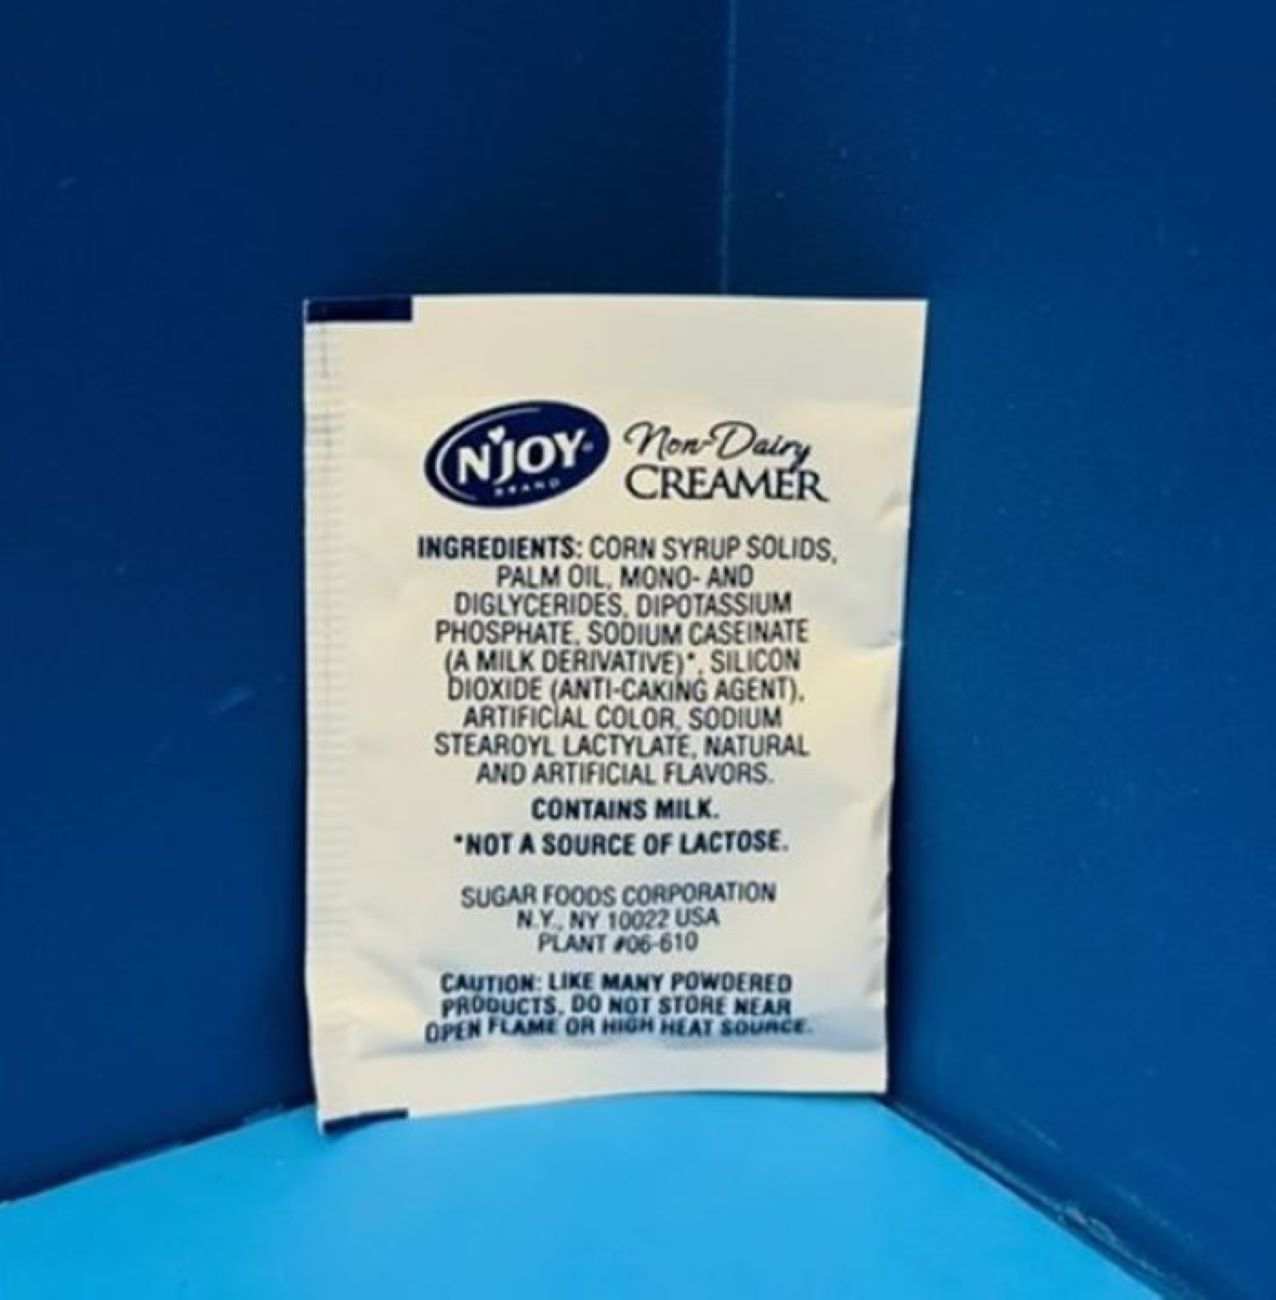 N'JOY
BRAND
Non-Dairy
CREAMER
INGREDIENTS: CORN SYRUP SOLIDS,
PALM OIL, MONO- AND
DIGLYCERIDES, DIPOTASSIUM
PHOSPHATE, SODIUM CASEINATE
(A MILK DERIVATIVE)*, SILICON
DIOXIDE (ANTI-CAKING AGENT),
ARTIFICIAL COLOR, SODIUM
STEAROYL LACTYLATE, NATURAL
AND ARTIFICIAL FLAVORS.
CONTAINS MILK.
*NOT A SOURCE OF LACTOSE.
SUGAR FOODS CORPORATION
N.Y., NY 10022 USA
PLANT #06-610
CAUTION: LIKE MANY POWDERED
PRODUCTS, DO NOT STORE NEAR
OPEN FLAME OR HIGH HEAT SOURCE.